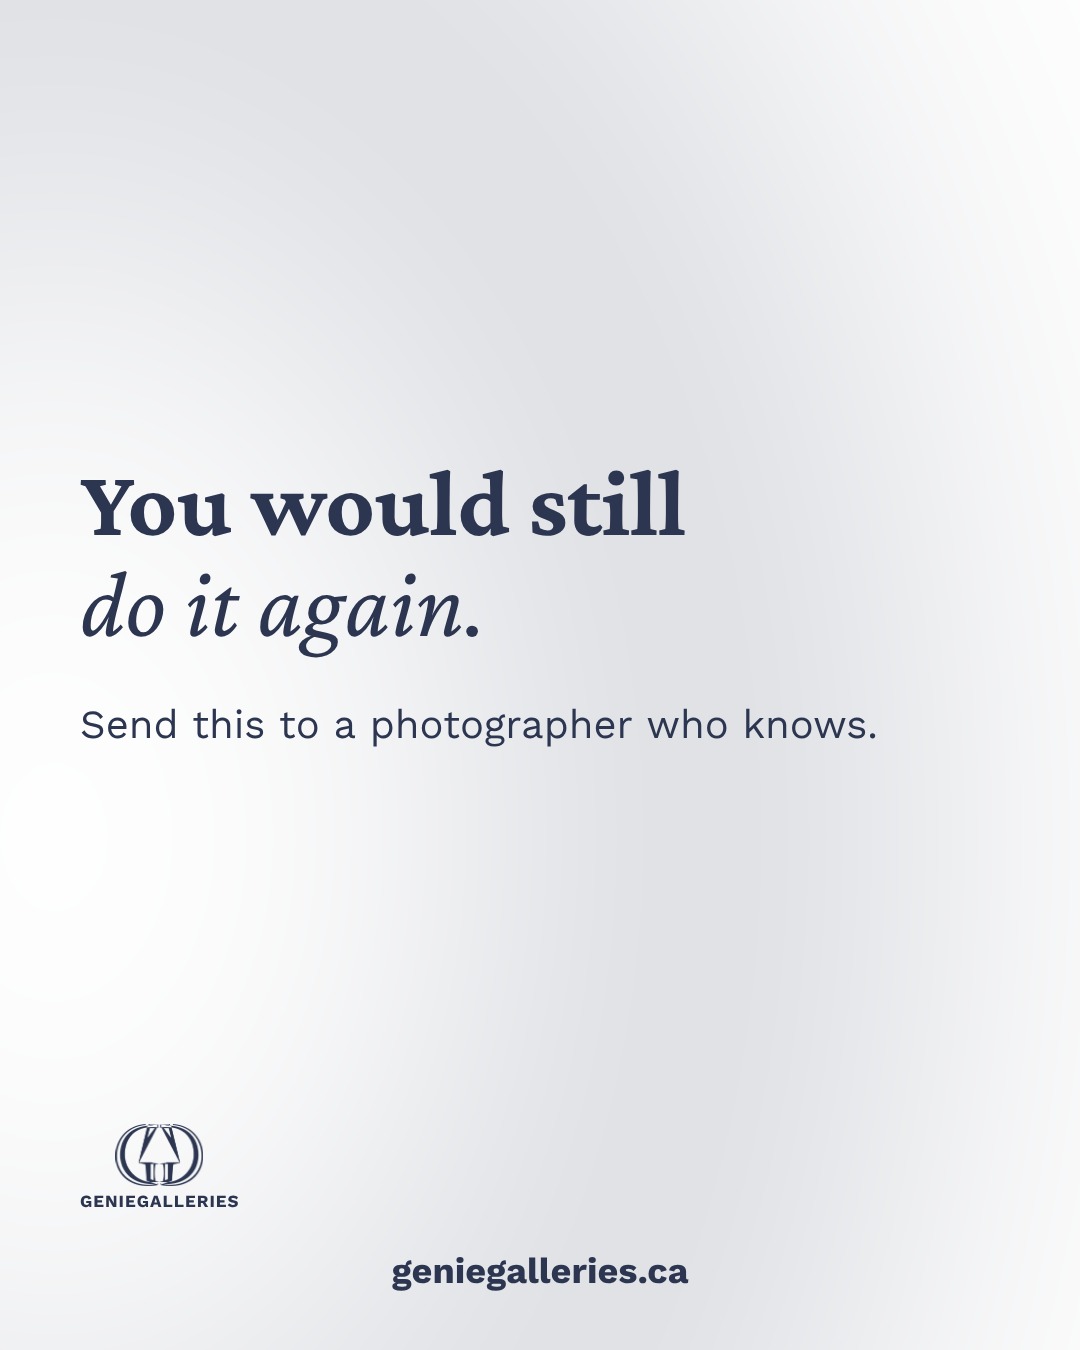 You would still
do it again.
Send this to a photographer who knows.
GENIEGALLERIES
geniegalleries.ca